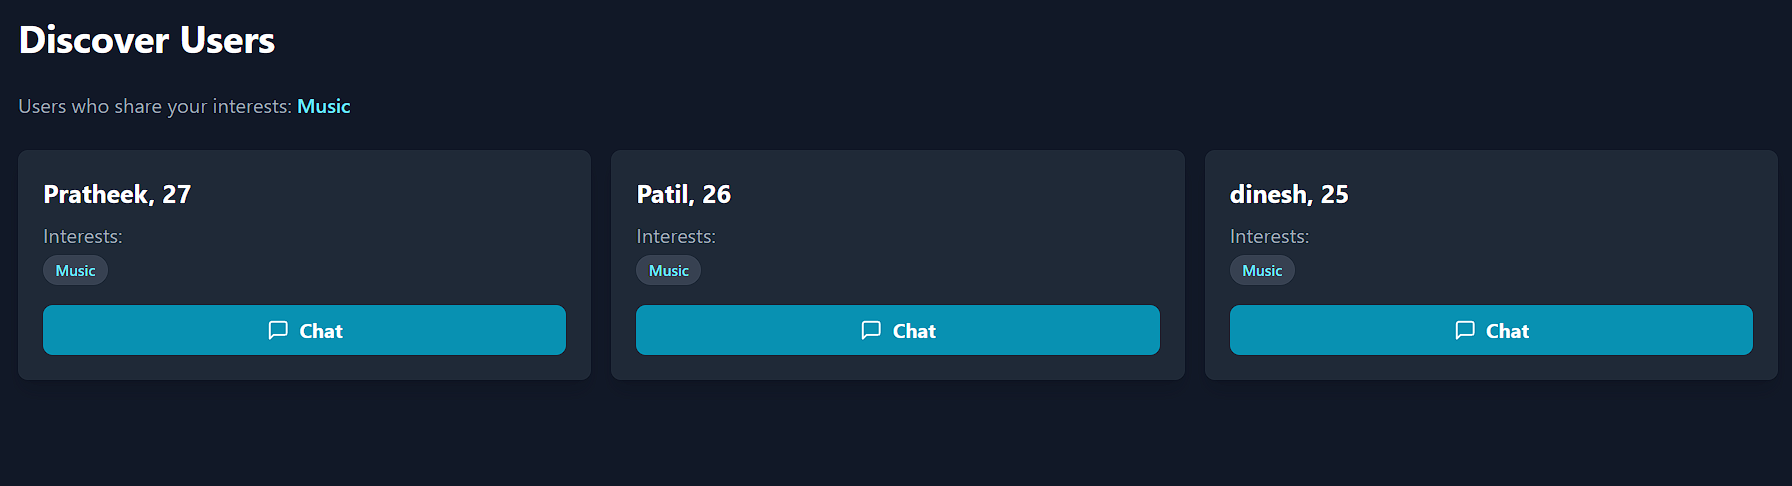 Discover Users
Users who share your interests: Music
Pratheek, 27
Interests:
Music
Chat
Patil, 26
Interests:
Music
Chat
dinesh, 25
Interests:
Music
Chat